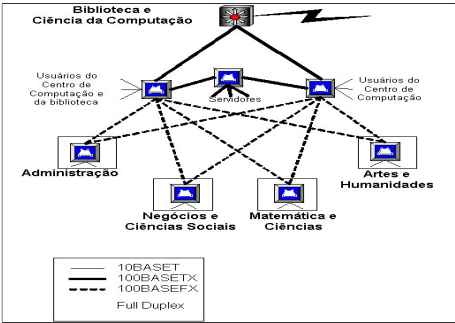 Biblioteca e
Ciência da Computação
Usuários do
Centro de
Computação e
da biblioteca
Servidores
Usuários do
Centro de
Computação
Administração
Artes e
Humanidades
Negócios e
Ciências Sociais
Matemática e
Ciências
10BASET
100BASETX
100BASEFX
Full Duplex